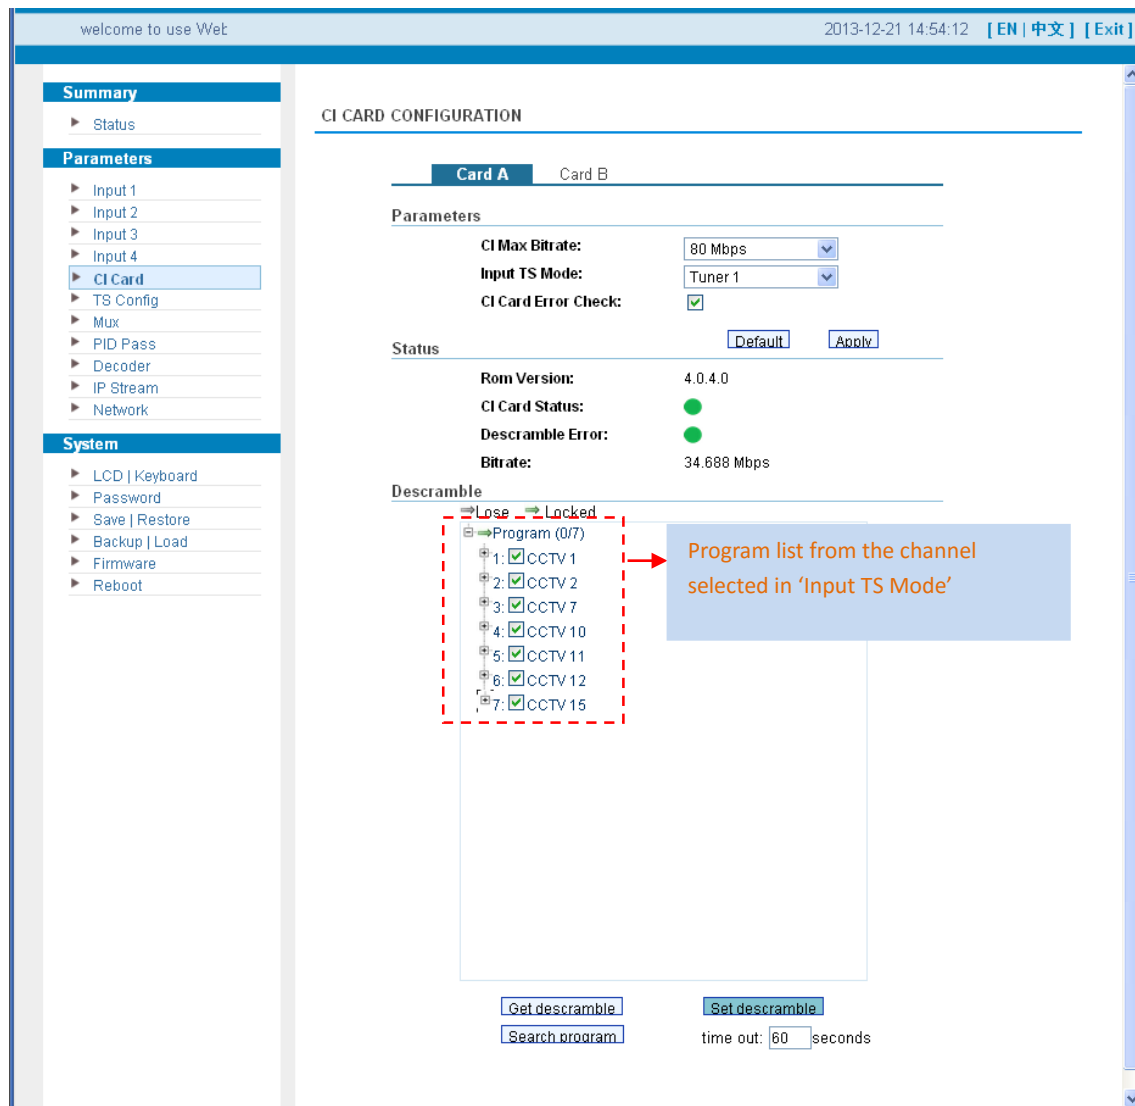 welcome to use Web
2013-12-21 14:54:12 [ EN | 中文 ] [ Exit ]
Summary
Status
Parameters
Input 1
Input 2
Input 3
Input 4
CI Card
TS Config
Mux
PID Pass
Decoder
IP Stream
Network
System
LCD | Keyboard
Password
Save | Restore
Backup | Load
Firmware
Reboot
CI CARD CONFIGURATION
Card A Card B
Parameters
CI Max Bitrate: 80 Mbps
Input TS Mode: Tuner 1
CI Card Error Check:
Default Apply
Status
Rom Version: 4.0.4.0
CI Card Status:
Descramble Error:
Bitrate: 34.688 Mbps
Descramble
Lose Locked
Program (0/7)
1: CCTV 1
2: CCTV 2
3: CCTV 7
4: CCTV 10
5: CCTV 11
6: CCTV 12
7: CCTV 15
Program list from the channel
selected in ‘Input TS Mode’
Get descramble Set descramble
Search program time out: 60 seconds